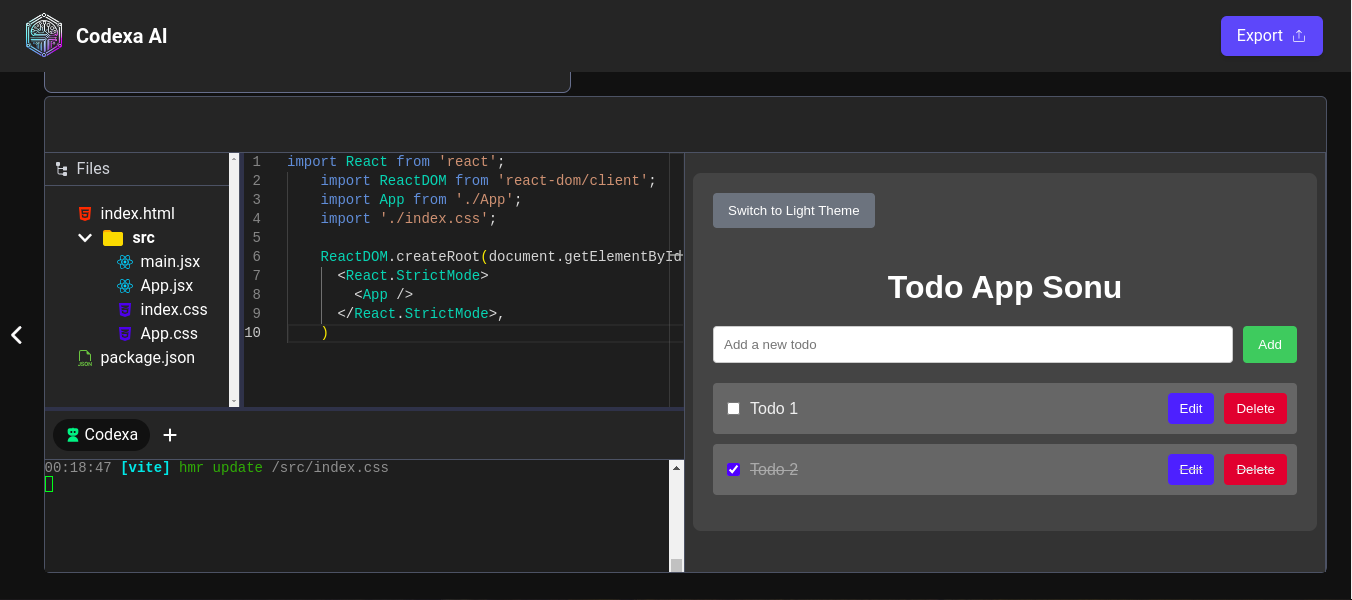 Codexa AI
Export
Files
index.html
src
main.jsx
App.jsx
index.css
App.css
JSON
package.json
1 import React from 'react';
2 import ReactDOM from 'react-dom/client';
3 import App from './App';
4 import './index.css';
5
6 ReactDOM.createRoot(document.getElementById
7 <React.StrictMode>
8 <App />
9 </React.StrictMode>,
10 )
Codexa
00:18:47 [vite] hmr update /src/index.css
Switch to Light Theme
Todo App Sonu
Add a new todo
Add
Todo 1
Edit
Delete
Todo 2
Edit
Delete